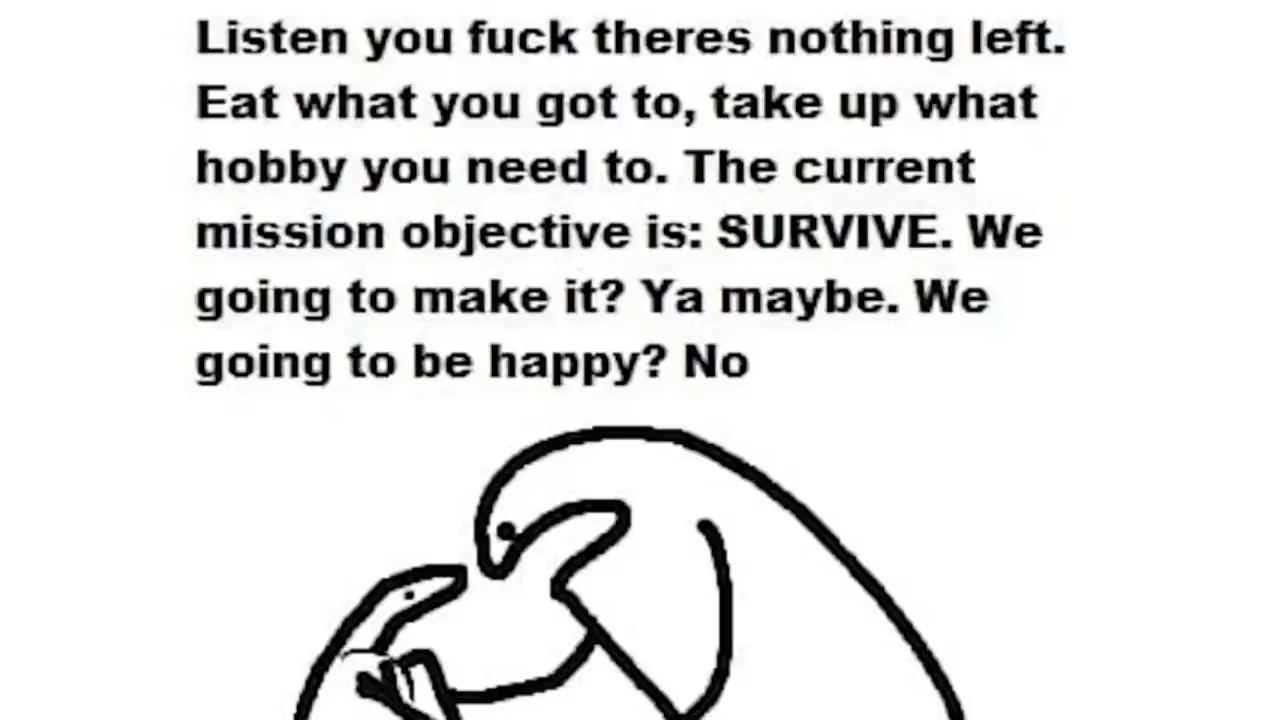 Listen you fuck theres nothing left.
Eat what you got to, take up what
hobby you need to. The current
mission objective is: SURVIVE. We
going to make it? Ya maybe. We
going to be happy? No